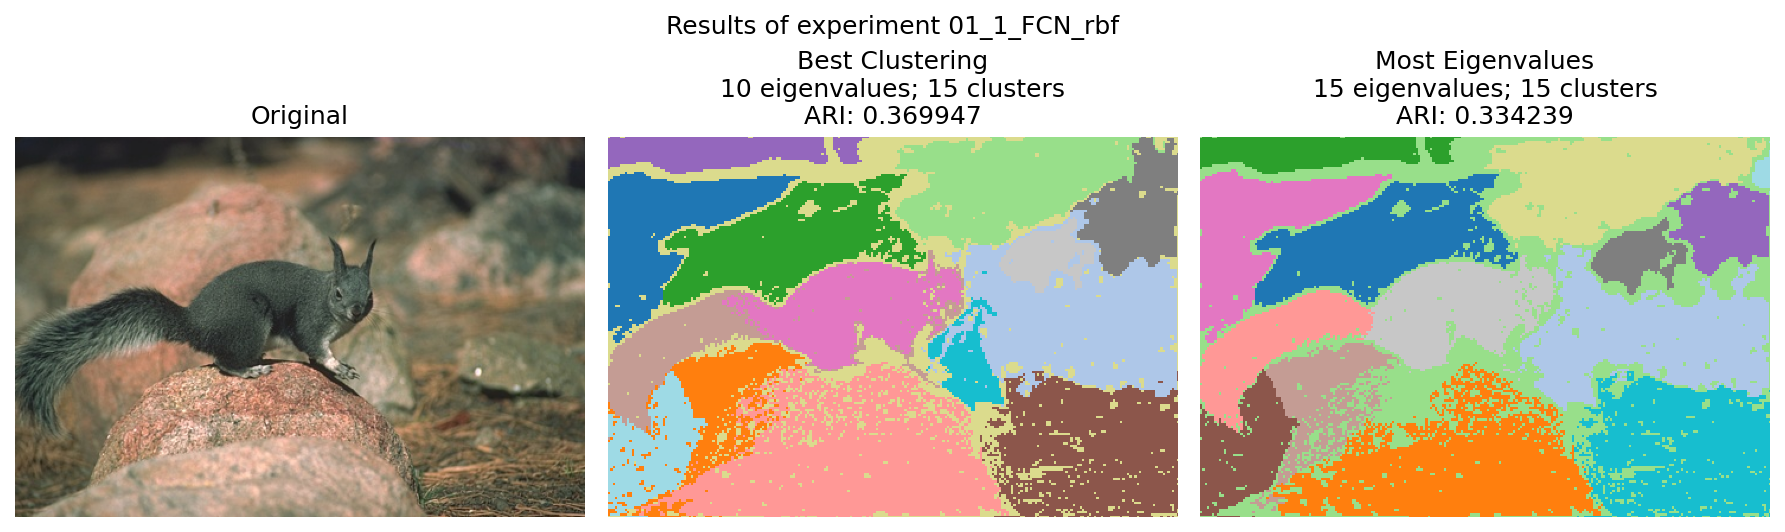 Results of experiment 01_1_FCN_rbf
Original
Best Clustering
10 eigenvalues; 15 clusters
ARI: 0.369947
Most Eigenvalues
15 eigenvalues; 15 clusters
ARI: 0.334239